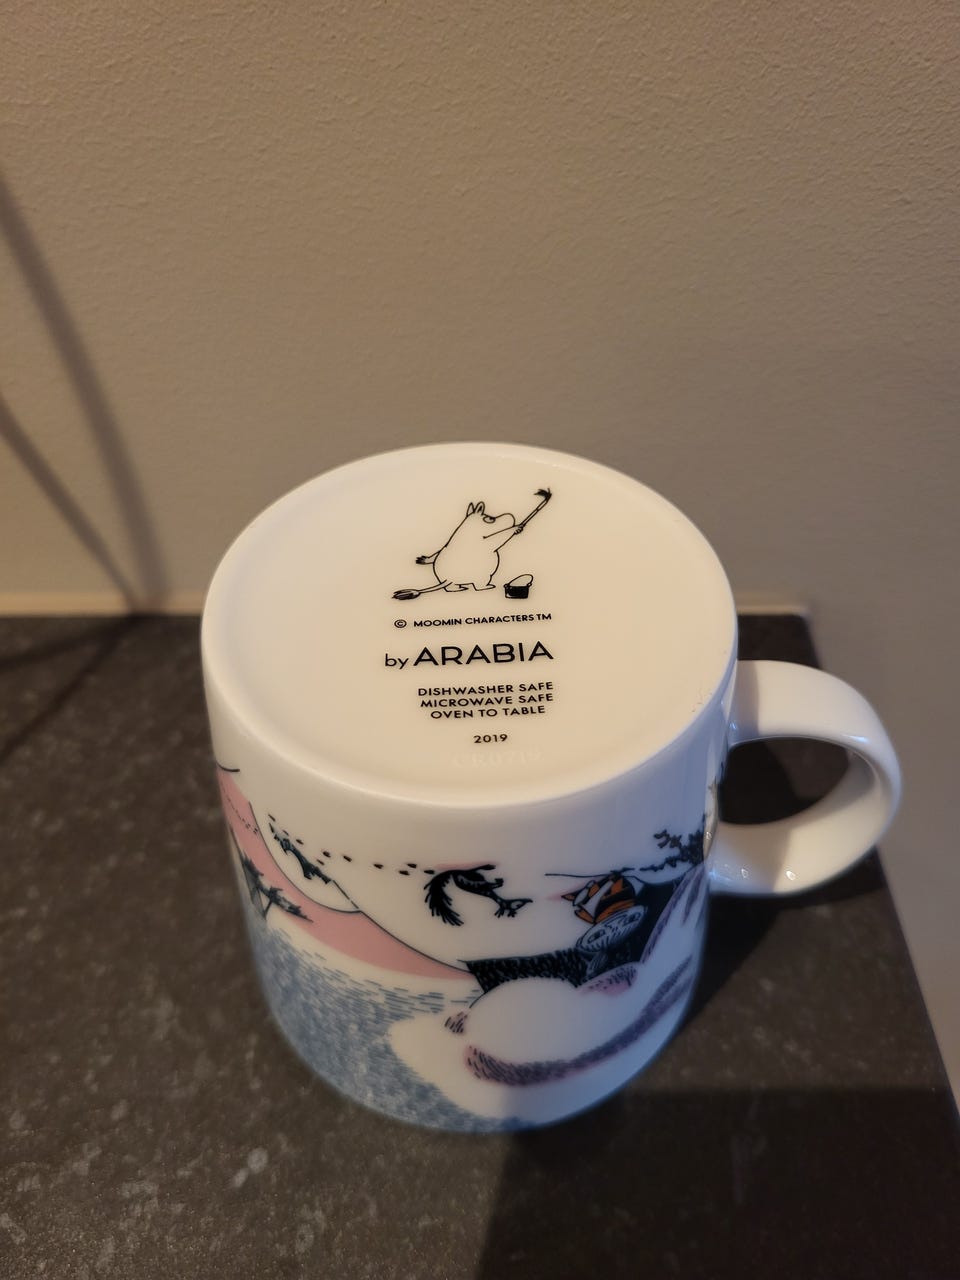 © MOOMIN CHARACTERS TM
by ARABIA
DISHWASHER SAFE
MICROWAVE SAFE
OVEN TO TABLE
2019